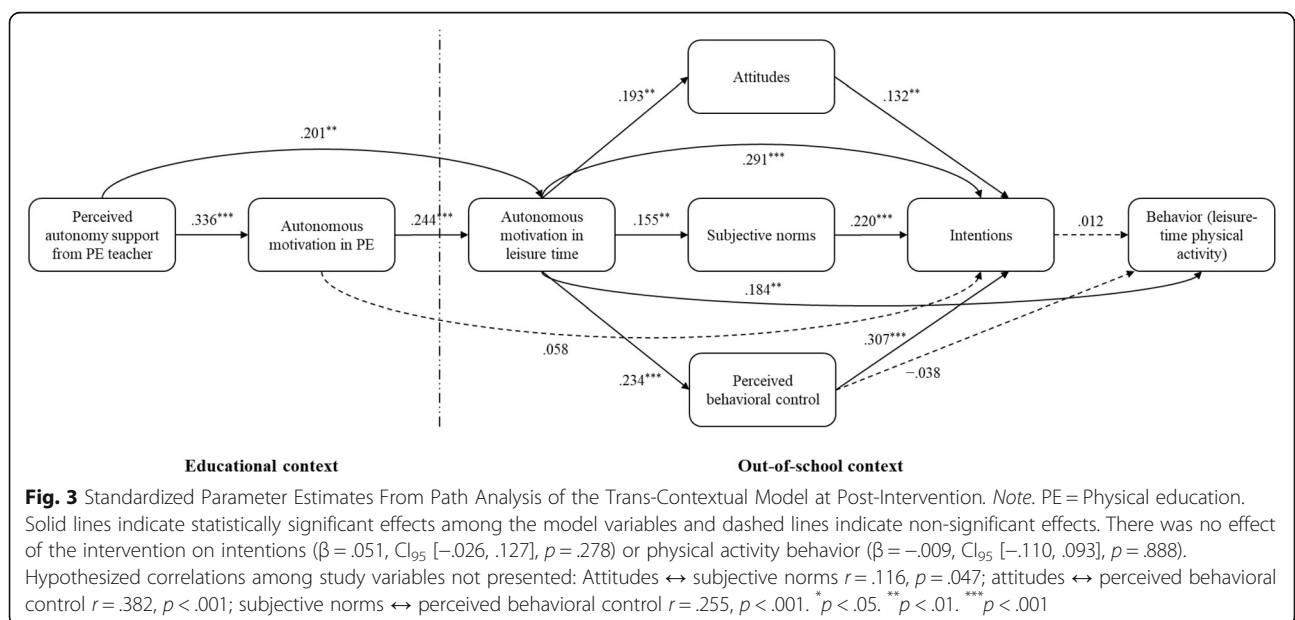 Attitudes
.193**
.132**
.201**
.291***
Perceived
autonomy support
from PE teacher
.336***
Autonomous
motivation in PE
.244***
Autonomous
motivation in
leisure time
.155**
Subjective norms
.220***
Intentions
.012
Behavior (leisure-
time physical
activity)
.184**
.058
.307***
.234***
−.038
Perceived
behavioral control
Educational context
Out-of-school context
Fig. 3 Standardized Parameter Estimates From Path Analysis of the Trans-Contextual Model at Post-Intervention. Note. PE = Physical education.
Solid lines indicate statistically significant effects among the model variables and dashed lines indicate non-significant effects. There was no effect
of the intervention on intentions (β = .051, CI₉₅ [−.026, .127], p = .278) or physical activity behavior (β = −.009, CI₉₅ [−.110, .093], p = .888).
Hypothesized correlations among study variables not presented: Attitudes ↔ subjective norms r = .116, p = .047; attitudes ↔ perceived behavioral
control r = .382, p < .001; subjective norms ↔ perceived behavioral control r = .255, p < .001. *p < .05. **p < .01. ***p < .001